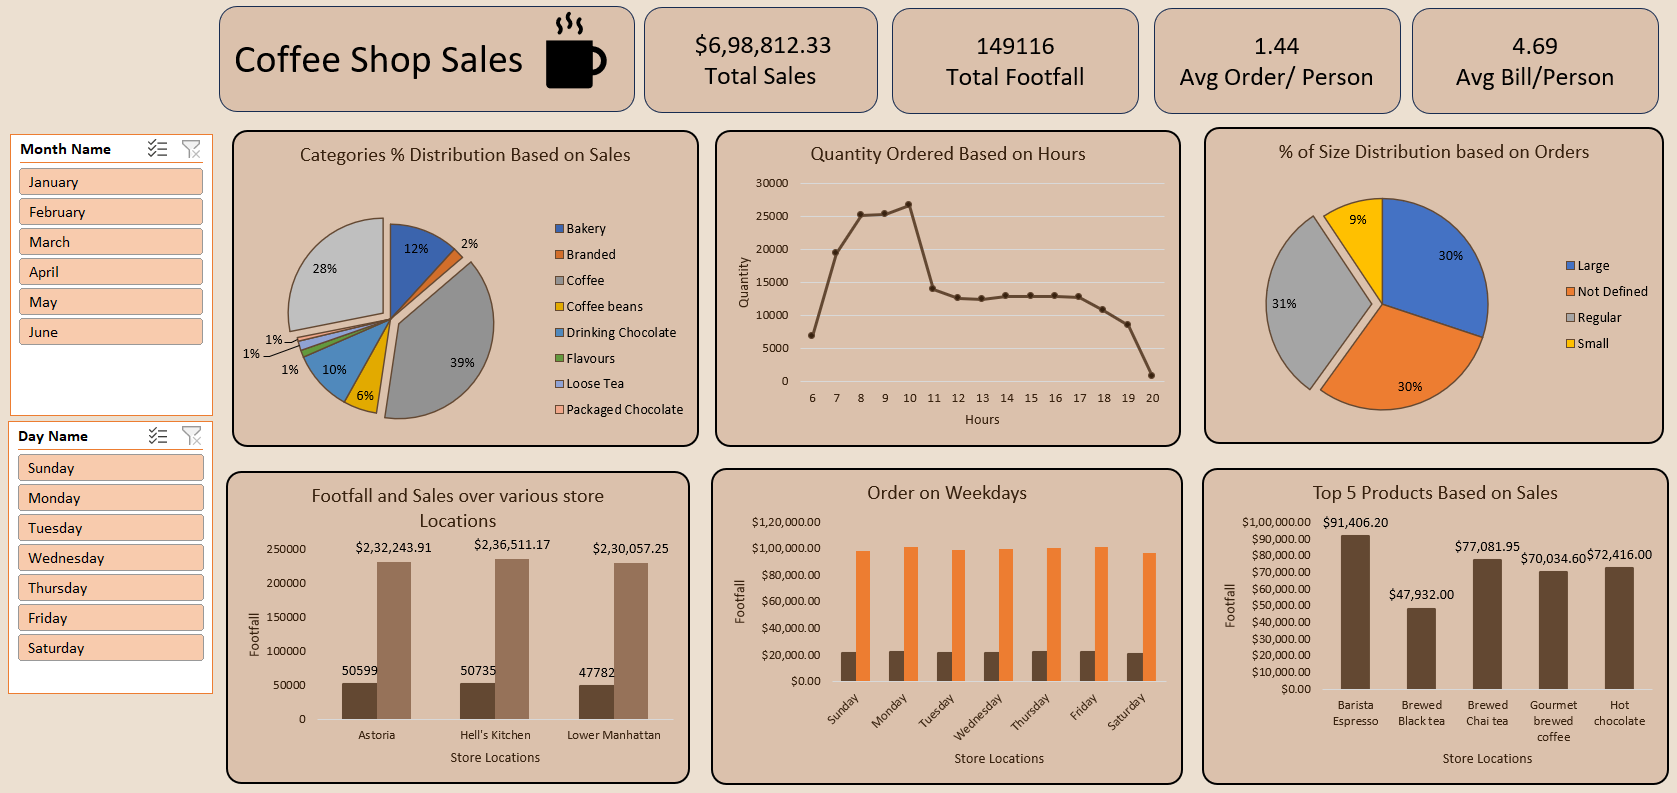 Coffee Shop Sales
$6,98,812.33
Total Sales
149116
Total Footfall
1.44
Avg Order/ Person
4.69
Avg Bill/Person
Month Name
January
February
March
April
May
June
Day Name
Sunday
Monday
Tuesday
Wednesday
Thursday
Friday
Saturday
Categories % Distribution Based on Sales
12%
2%
39%
6%
10%
1%
1%
1%
28%
Bakery
Branded
Coffee
Coffee beans
Drinking Chocolate
Flavours
Loose Tea
Packaged Chocolate
Quantity Ordered Based on Hours
Quantity
30000
25000
20000
15000
10000
5000
0
6 7 8 9 10 11 12 13 14 15 16 17 18 19 20
Hours
% of Size Distribution based on Orders
30%
30%
31%
9%
Large
Not Defined
Regular
Small
Footfall and Sales over various store
Locations
Footfall
250000
200000
150000
100000
50000
0
$2,32,243.91
$2,36,511.17
$2,30,057.25
50599
50735
47782
Astoria
Hell's Kitchen
Lower Manhattan
Store Locations
Order on Weekdays
Footfall
$1,20,000.00
$1,00,000.00
$80,000.00
$60,000.00
$40,000.00
$20,000.00
$0.00
Sunday
Monday
Tuesday
Wednesday
Thursday
Friday
Saturday
Store Locations
Top 5 Products Based on Sales
Footfall
$1,00,000.00
$90,000.00
$80,000.00
$70,000.00
$60,000.00
$50,000.00
$40,000.00
$30,000.00
$20,000.00
$10,000.00
$0.00
$91,406.20
$47,932.00
$77,081.95
$70,034.60
$72,416.00
Barista
Espresso
Brewed
Black tea
Brewed
Chai tea
Gourmet
brewed
coffee
Hot
chocolate
Store Locations